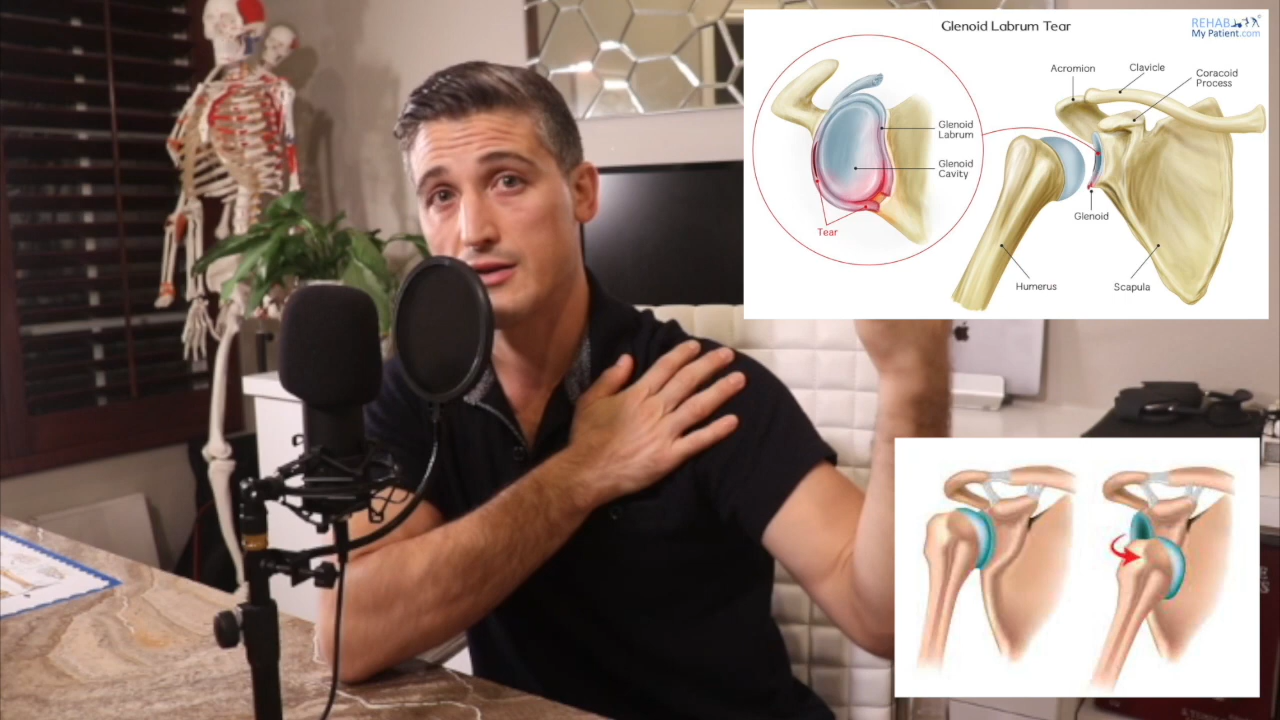 Glenoid Labrum Tear
REHAB
My Patient.com
Acromion
Clavicle
Coracoid
Process
Glenoid
Labrum
Glenoid
Cavity
Tear
Glenoid
Humerus
Scapula